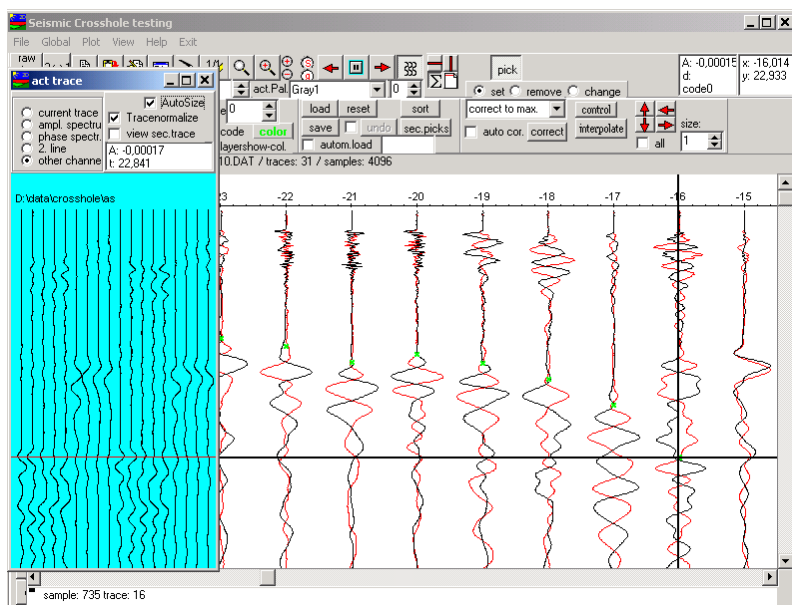 Seismic Crosshole testing
File Global Plot View Help Exit
raw
act.Pal. Gray1 0
pick
A: -0,00015 x: -16,014
d: y: 22,933
code0
set remove change
act trace
AutoSize
current trace
Tracenormalize
ampl. spectru
phase spectr.
view sec.trace
2. line
other channe
A: -0,00017
t: 22,841
0
load reset sort
correct to max.
control
size:
code color
save undo sec.picks
auto cor. correct
interpolate
all
1
layershow-col.
autom.load
10.DAT / traces: 31 / samples: 4096
D:\data\crosshole\as
23 -22 -21 -20 -19 -18 -17 -16 -15
sample: 735 trace: 16